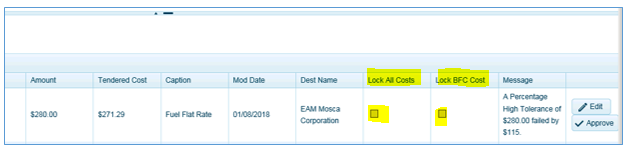 Amount Tendered Cost Caption Mod Date Dest Name Lock All Costs Lock BFC Cost Message
$280.00 $271.29 Fuel Flat Rate 01/08/2018 EAM Mosca
Corporation
A Percentage
High Tolerance of
$280.00 failed by
$115.
Edit
Approve